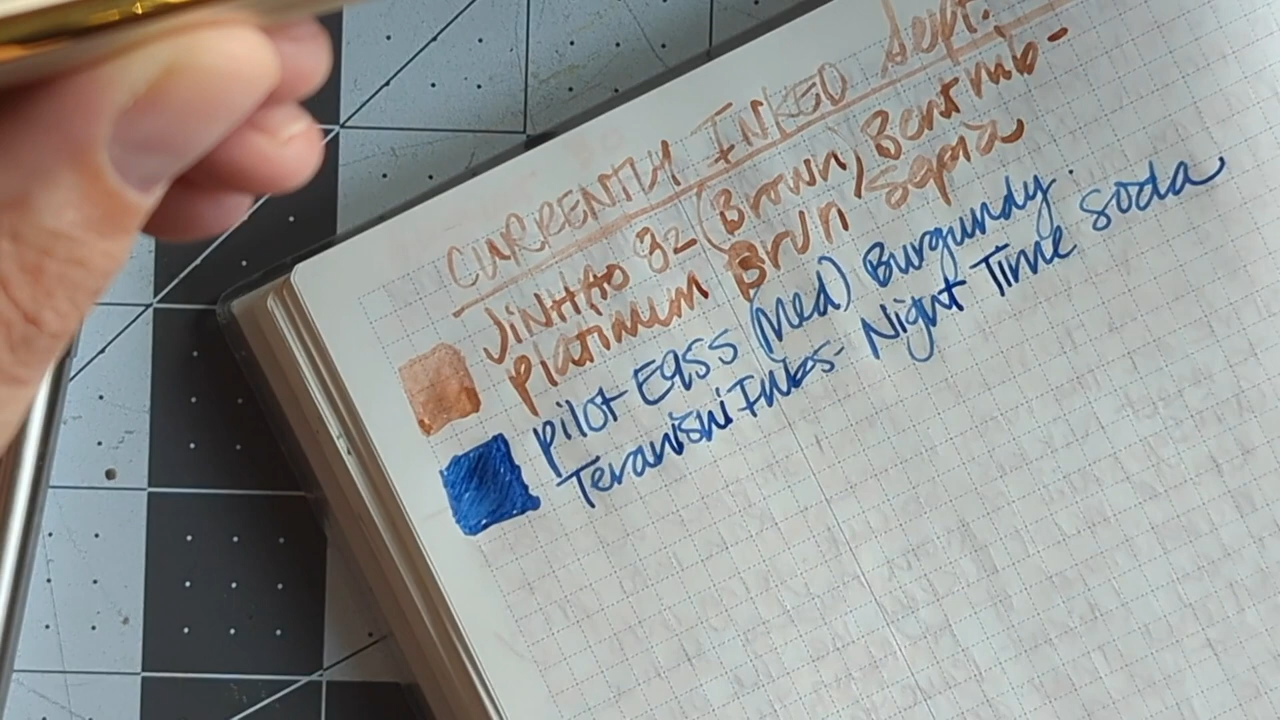 CURRENTLY INKED Sept.
JiNHAO 82 (Brown) Bent nib -
Platinum Brun Sepia
Pilot E95s (Med) Burgundy.
Teranishi Inks - Night Time Soda